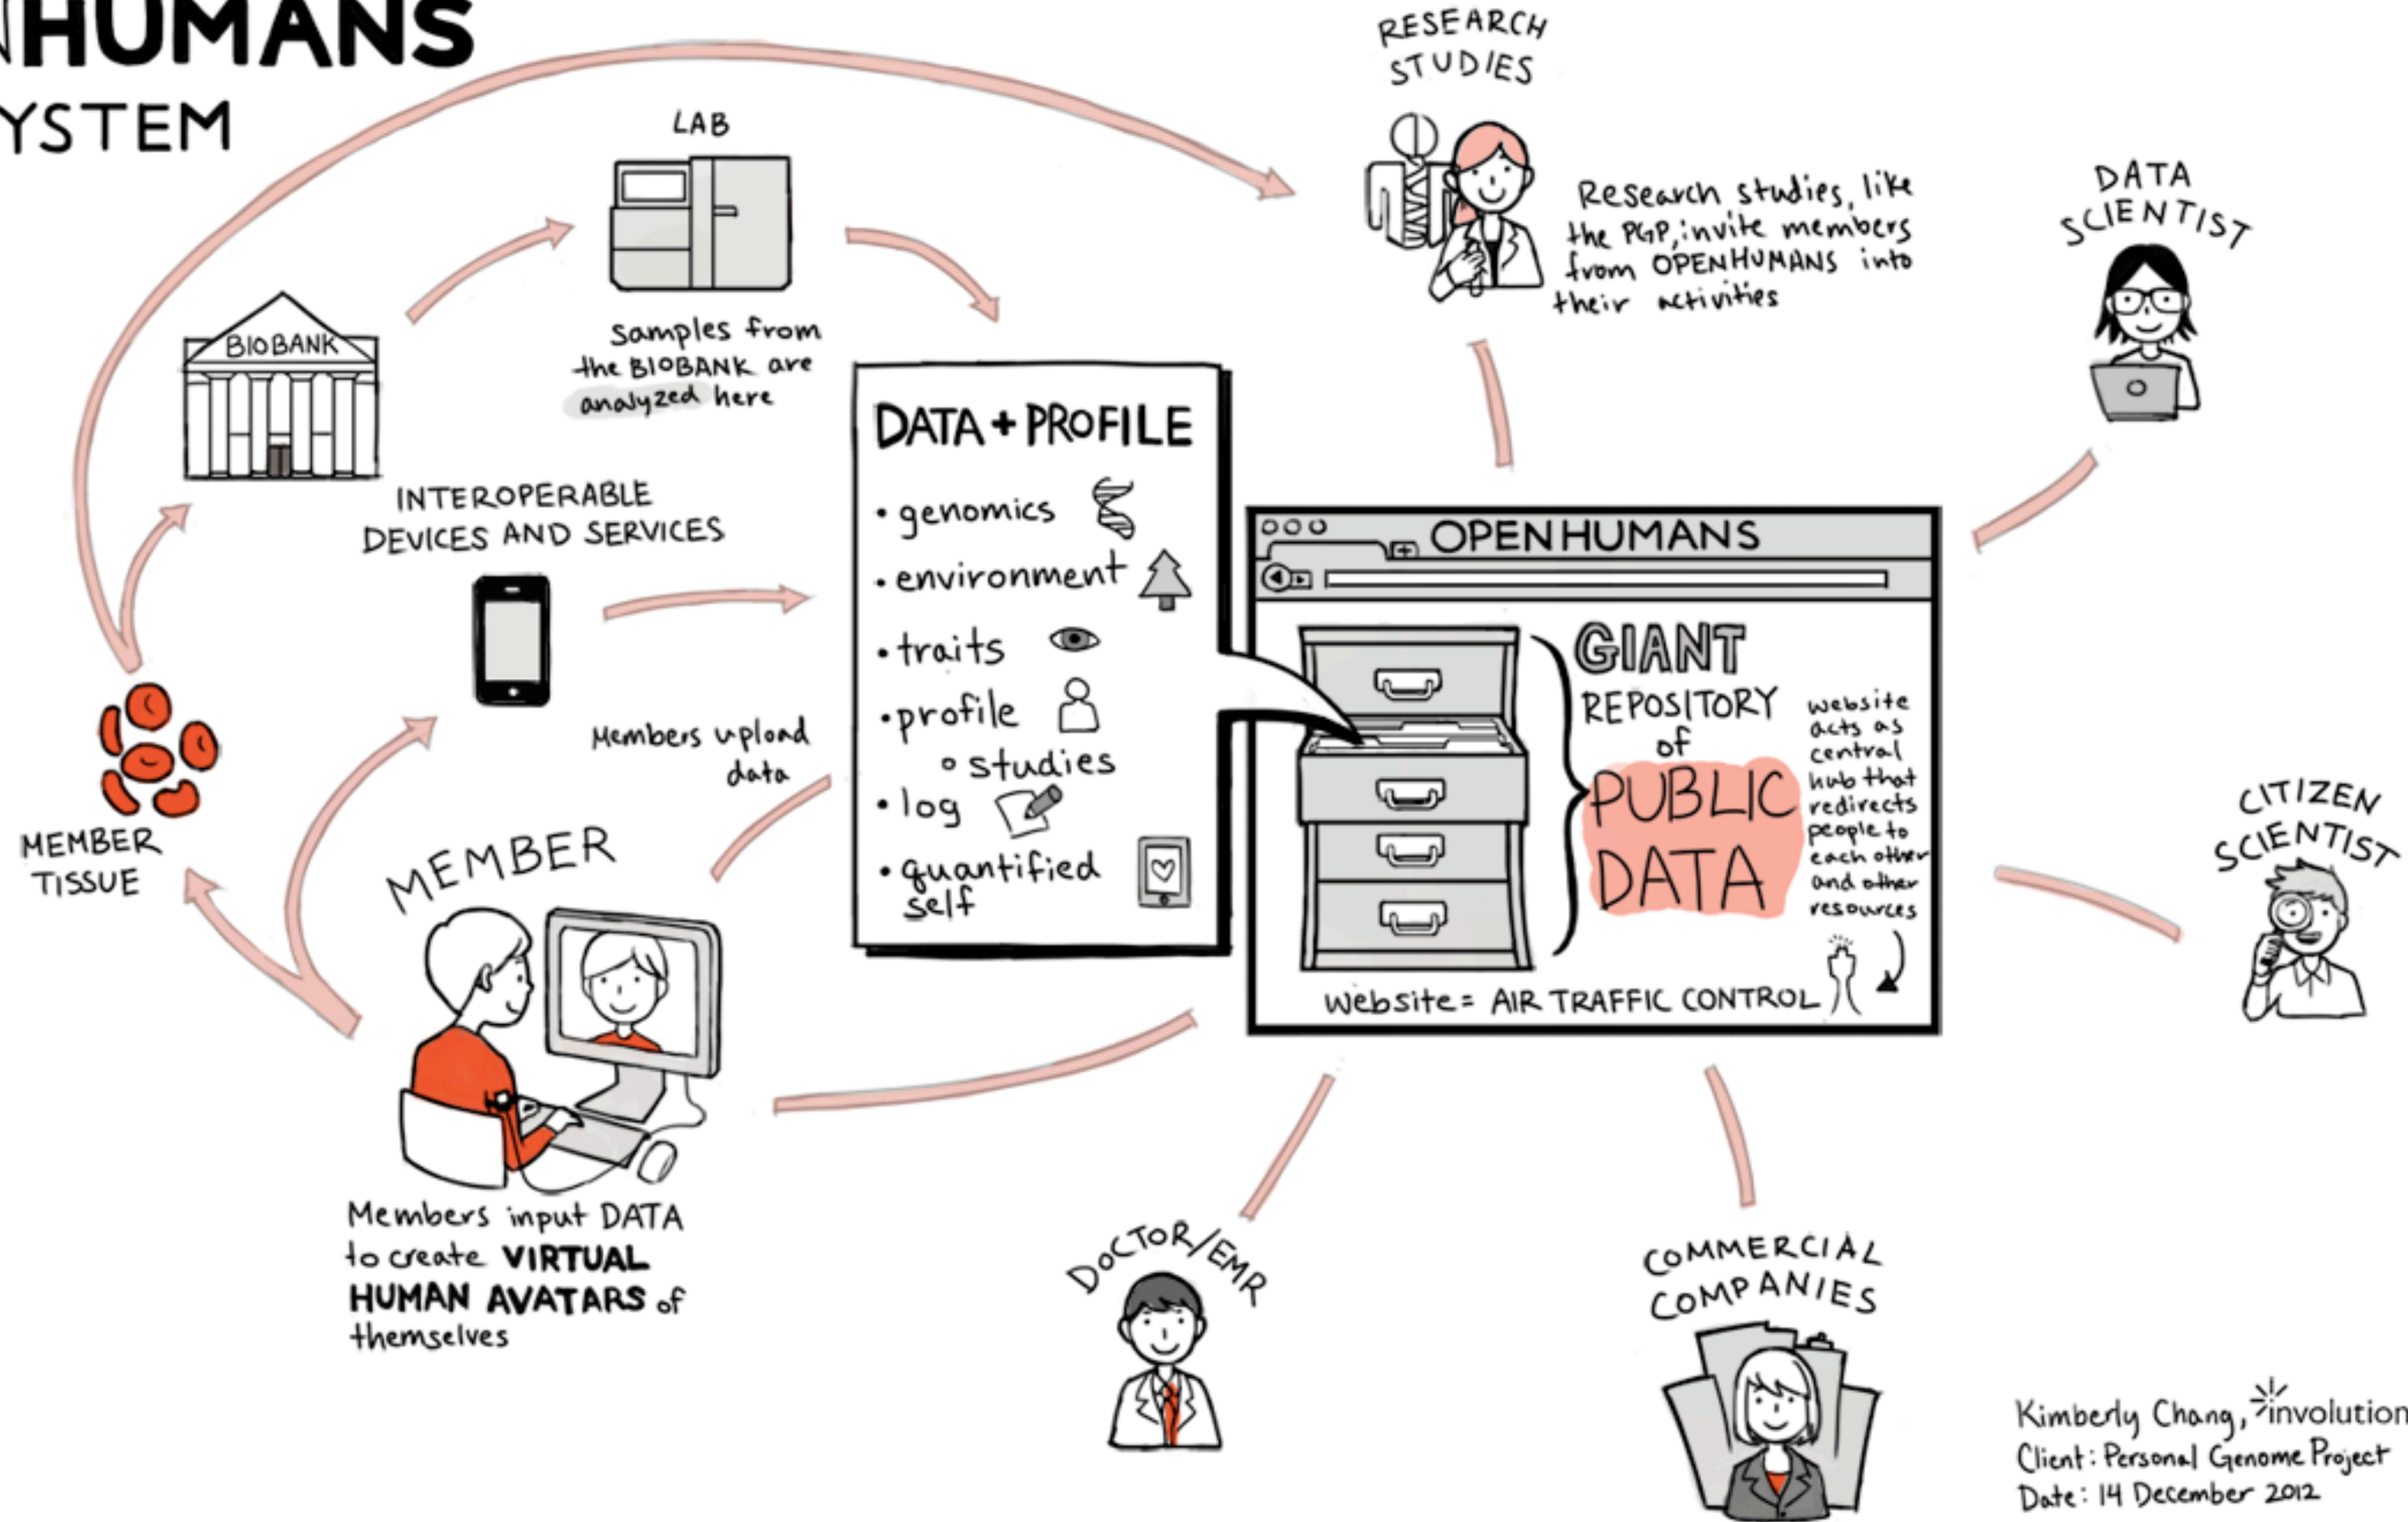 NHUMANS
YSTEM
LAB
samples from
the BIOBANK are
analyzed here
BIOBANK
INTEROPERABLE
DEVICES AND SERVICES
MEMBER
TISSUE
Members upload
data
MEMBER
Members input DATA
to create VIRTUAL
HUMAN AVATARS of
themselves
DATA + PROFILE
• genomics
• environment
• traits
• profile
◦ studies
• log
• quantified
self
RESEARCH
STUDIES
Research studies, like
the PGP, invite members
from OPENHUMANS into
their activities
DATA
SCIENTIST
OPENHUMANS
GIANT
REPOSITORY
of
PUBLIC
DATA
website
acts as
central
hub that
redirects
people to
each other
and other
resources
Website = AIR TRAFFIC CONTROL
CITIZEN
SCIENTIST
DOCTOR/EMR
COMMERCIAL
COMPANIES
Kimberly Chang, involution
Client: Personal Genome Project
Date: 14 December 2012